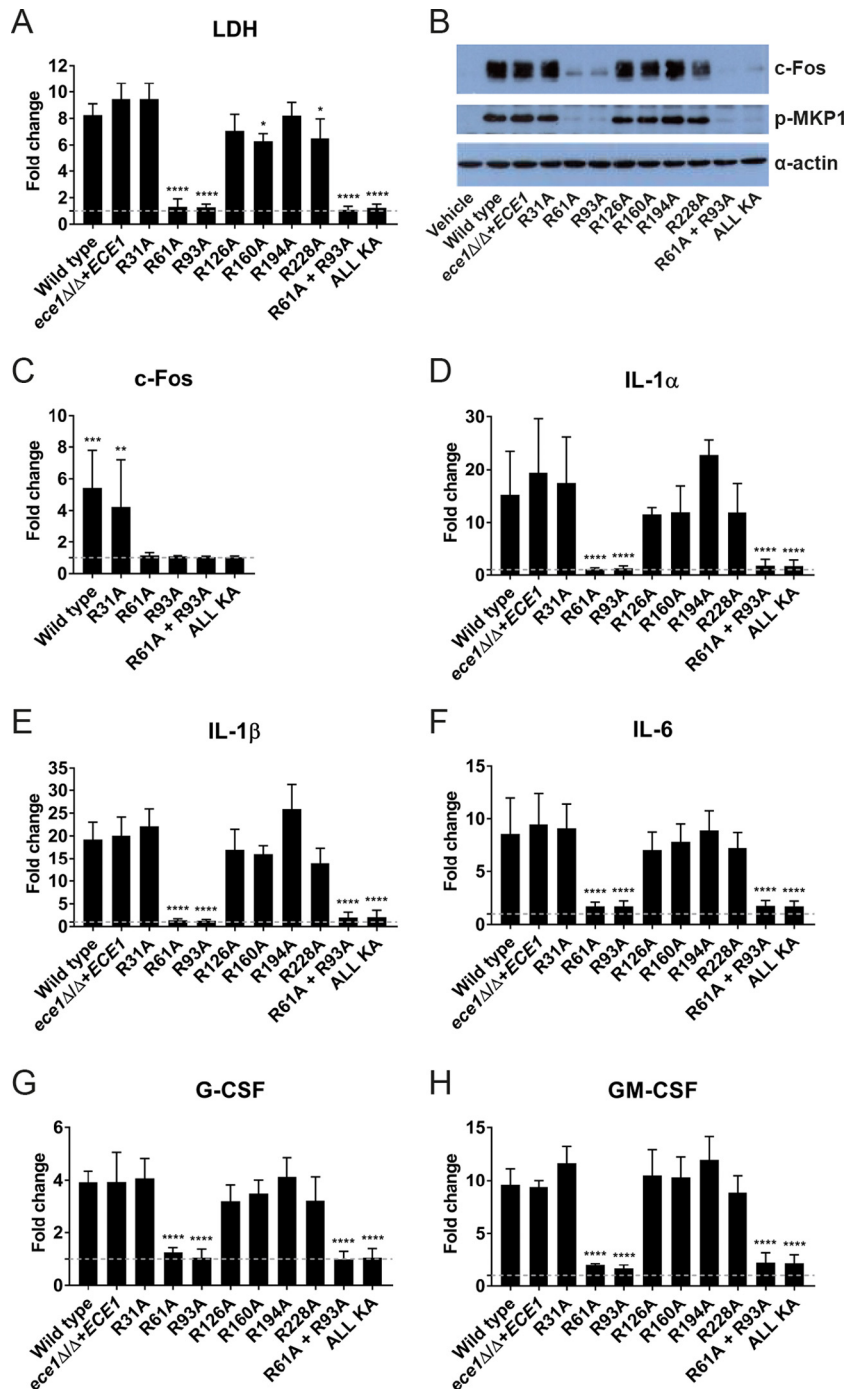 A
LDH
Fold change
12
10
8
6
4
2
0
* *
**** **** **** ****
Wild type
ece1Δ/Δ+ECE1
R31A
R61A
R93A
R126A
R160A
R194A
R228A
R61A + R93A
ALL KA
B
c-Fos
p-MKP1
α-actin
Vehicle
Wild type
ece1Δ/Δ+ECE1
R31A
R61A
R93A
R126A
R160A
R194A
R228A
R61A + R93A
ALL KA
C
c-Fos
Fold change
10
8
6
4
2
0
*** **
Wild type
R31A
R61A
R93A
R61A + R93A
ALL KA
D
IL-1α
Fold change
30
20
10
0
**** **** **** ****
Wild type
ece1Δ/Δ+ECE1
R31A
R61A
R93A
R126A
R160A
R194A
R228A
R61A + R93A
ALL KA
E
IL-1β
Fold change
35
30
25
20
15
10
5
0
**** **** **** ****
Wild type
ece1Δ/Δ+ECE1
R31A
R61A
R93A
R126A
R160A
R194A
R228A
R61A + R93A
ALL KA
F
IL-6
Fold change
15
10
5
0
**** **** **** ****
Wild type
ece1Δ/Δ+ECE1
R31A
R61A
R93A
R126A
R160A
R194A
R228A
R61A + R93A
ALL KA
G
G-CSF
Fold change
6
4
2
0
**** **** **** ****
Wild type
ece1Δ/Δ+ECE1
R31A
R61A
R93A
R126A
R160A
R194A
R228A
R61A + R93A
ALL KA
H
GM-CSF
Fold change
15
10
5
0
**** **** **** ****
Wild type
ece1Δ/Δ+ECE1
R31A
R61A
R93A
R126A
R160A
R194A
R228A
R61A + R93A
ALL KA